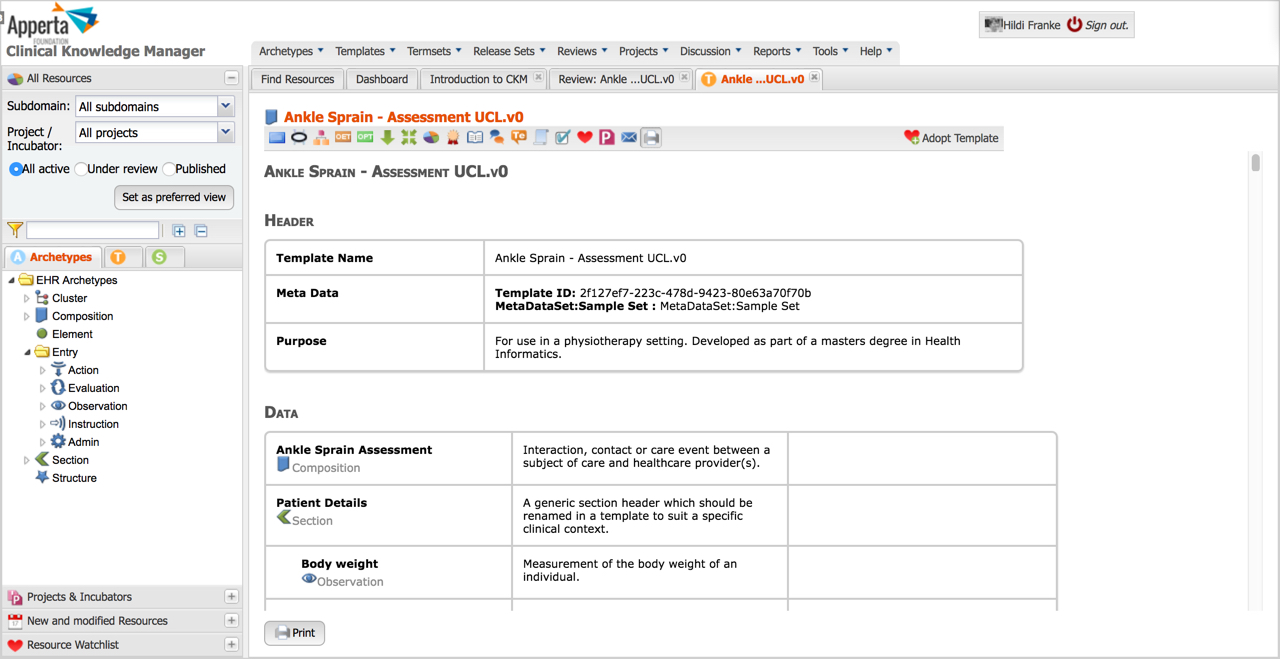 Apperta
FOUNDATION
Clinical Knowledge Manager
Hildi Franke Sign out.
Archetypes Templates Termsets Release Sets Reviews Projects Discussion Reports Tools Help
All Resources
Find Resources Dashboard Introduction to CKM Review: Ankle ...UCL.v0 T Ankle ...UCL.v0
Subdomain: All subdomains
Project /
Incubator: All projects
All active Under review Published
Set as preferred view
A Archetypes T S
EHR Archetypes
Cluster
Composition
Element
Entry
Action
Evaluation
Observation
Instruction
Admin
Section
Structure
Projects & Incubators
New and modified Resources
Resource Watchlist
Ankle Sprain - Assessment UCL.v0
OET OPT Te P Adopt Template
Ankle Sprain - Assessment UCL.v0
Header
Template Name Ankle Sprain - Assessment UCL.v0
Meta Data Template ID: 2f127ef7-223c-478d-9423-80e63a70f70b
MetaDataSet:Sample Set : MetaDataSet:Sample Set
Purpose For use in a physiotherapy setting. Developed as part of a masters degree in Health
Informatics.
Data
Ankle Sprain Assessment Interaction, contact or care event between a
Composition subject of care and healthcare provider(s).
Patient Details A generic section header which should be
Section renamed in a template to suit a specific
clinical context.
Body weight Measurement of the body weight of an
Observation individual.
Print